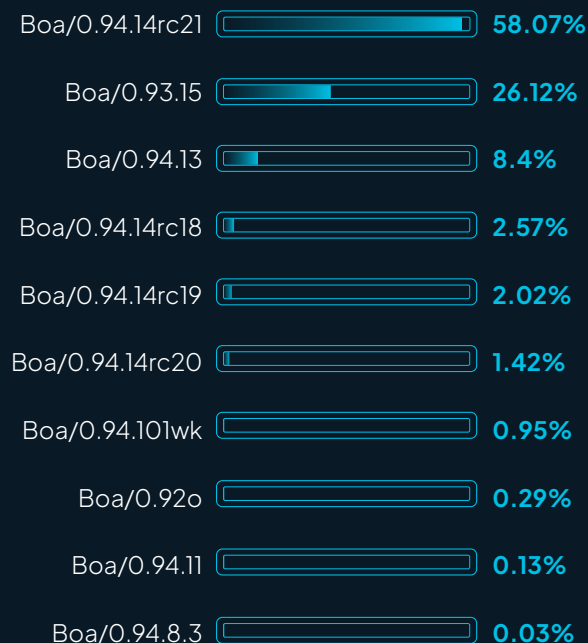 Boa/0.94.14rc21 58.07%
Boa/0.93.15 26.12%
Boa/0.94.13 8.4%
Boa/0.94.14rc18 2.57%
Boa/0.94.14rc19 2.02%
Boa/0.94.14rc20 1.42%
Boa/0.94.101wk 0.95%
Boa/0.92o 0.29%
Boa/0.94.11 0.13%
Boa/0.94.8.3 0.03%